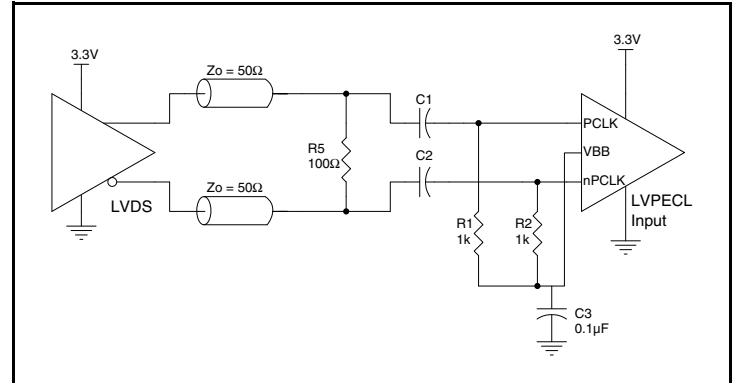 3.3V
3.3V
Zo = 50Ω
C1
PCLK
R5
100Ω
VBB
C2
Zo = 50Ω
nPCLK
LVDS
LVPECL
Input
R1
1k
R2
1k
C3
0.1µF